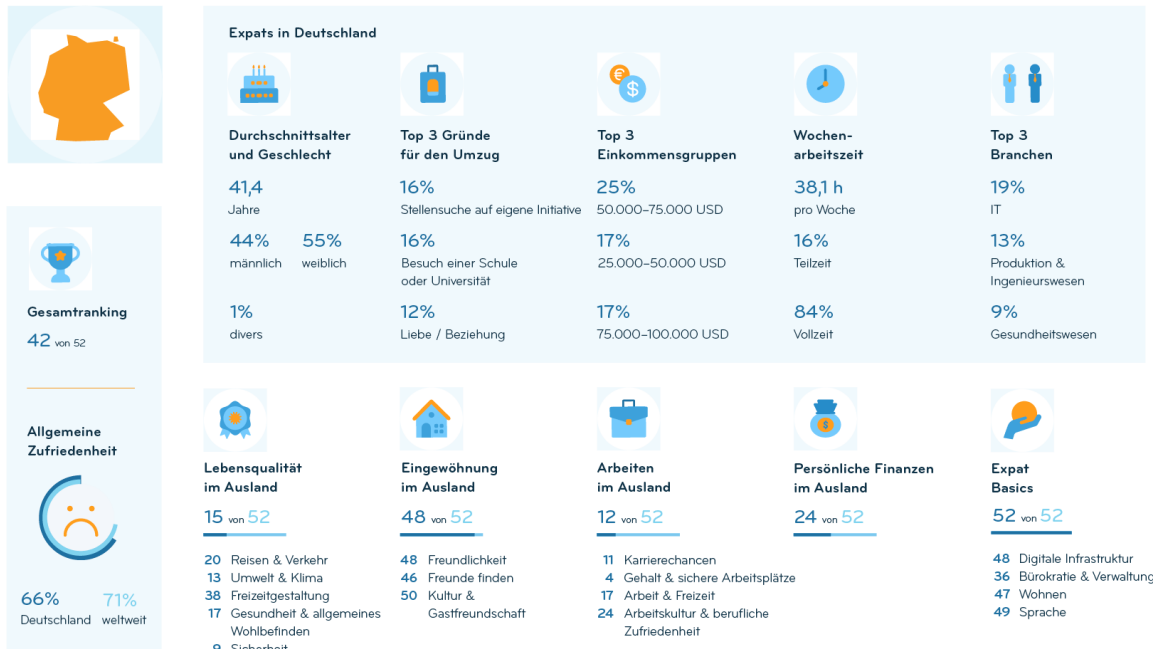 Expats in Deutschland
Durchschnittsalter
und Geschlecht
41,4
Jahre
44% 55%
männlich weiblich
1%
divers
Top 3 Gründe
für den Umzug
16%
Stellensuche auf eigene Initiative
16%
Besuch einer Schule
oder Universität
12%
Liebe / Beziehung
Top 3
Einkommensgruppen
25%
50.000–75.000 USD
17%
25.000–50.000 USD
17%
75.000–100.000 USD
Wochen-
arbeitszeit
38,1 h
pro Woche
16%
Teilzeit
84%
Vollzeit
Top 3
Branchen
19%
IT
13%
Produktion &
Ingenieurswesen
9%
Gesundheitswesen
Gesamtranking
42 von 52
Allgemeine
Zufriedenheit
66% 71%
Deutschland weltweit
Lebensqualität
im Ausland
15 von 52
20 Reisen & Verkehr
13 Umwelt & Klima
38 Freizeitgestaltung
17 Gesundheit & allgemeines
Wohlbefinden
9 Sicherheit
Eingewöhnung
im Ausland
48 von 52
48 Freundlichkeit
46 Freunde finden
50 Kultur &
Gastfreundschaft
Arbeiten
im Ausland
12 von 52
11 Karrierechancen
4 Gehalt & sichere Arbeitsplätze
17 Arbeit & Freizeit
24 Arbeitskultur & berufliche
Zufriedenheit
Persönliche Finanzen
im Ausland
24 von 52
Expat
Basics
52 von 52
48 Digitale Infrastruktur
36 Bürokratie & Verwaltung
47 Wohnen
49 Sprache